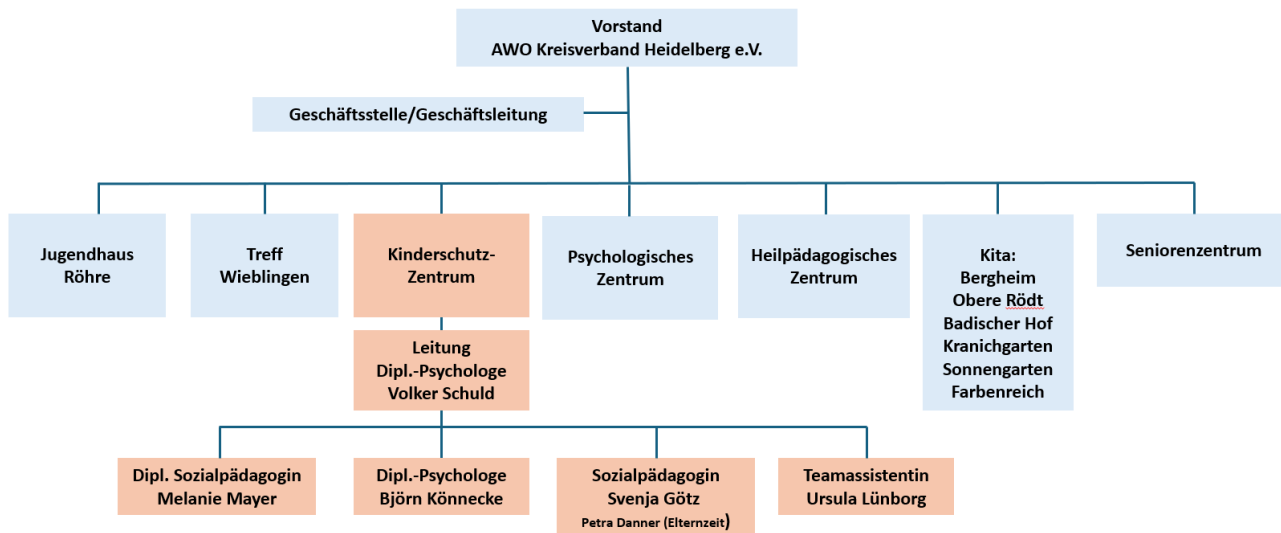 Vorstand
AWO Kreisverband Heidelberg e.V.
Geschäftsstelle/Geschäftsleitung
Jugendhaus
Röhre
Treff
Wieblingen
Kinderschutz-
Zentrum
Psychologisches
Zentrum
Heilpädagogisches
Zentrum
Kita:
Bergheim
Obere Rödt
Badischer Hof
Kranichgarten
Sonnengarten
Farbenreich
Seniorenzentrum
Leitung
Dipl.-Psychologe
Volker Schuld
Dipl. Sozialpädagogin
Melanie Mayer
Dipl.-Psychologe
Björn Könnecke
Sozialpädagogin
Svenja Götz
Petra Danner (Elternzeit)
Teamassistentin
Ursula Lünborg